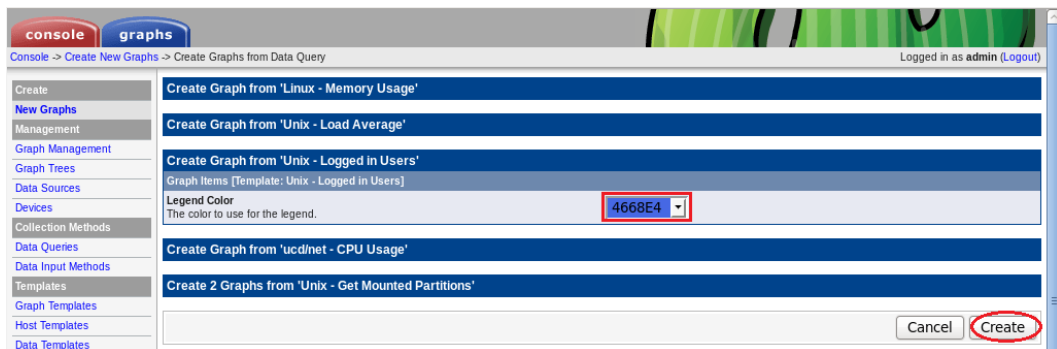 console graphs
Console -> Create New Graphs -> Create Graphs from Data Query
Logged in as admin (Logout)
Create
New Graphs
Management
Graph Management
Graph Trees
Data Sources
Devices
Collection Methods
Data Queries
Data Input Methods
Templates
Graph Templates
Host Templates
Data Templates
Create Graph from 'Linux - Memory Usage'
Create Graph from 'Unix - Load Average'
Create Graph from 'Unix - Logged in Users'
Graph Items [Template: Unix - Logged in Users]
Legend Color
The color to use for the legend.
4668E4
Create Graph from 'ucd/net - CPU Usage'
Create 2 Graphs from 'Unix - Get Mounted Partitions'
Cancel Create